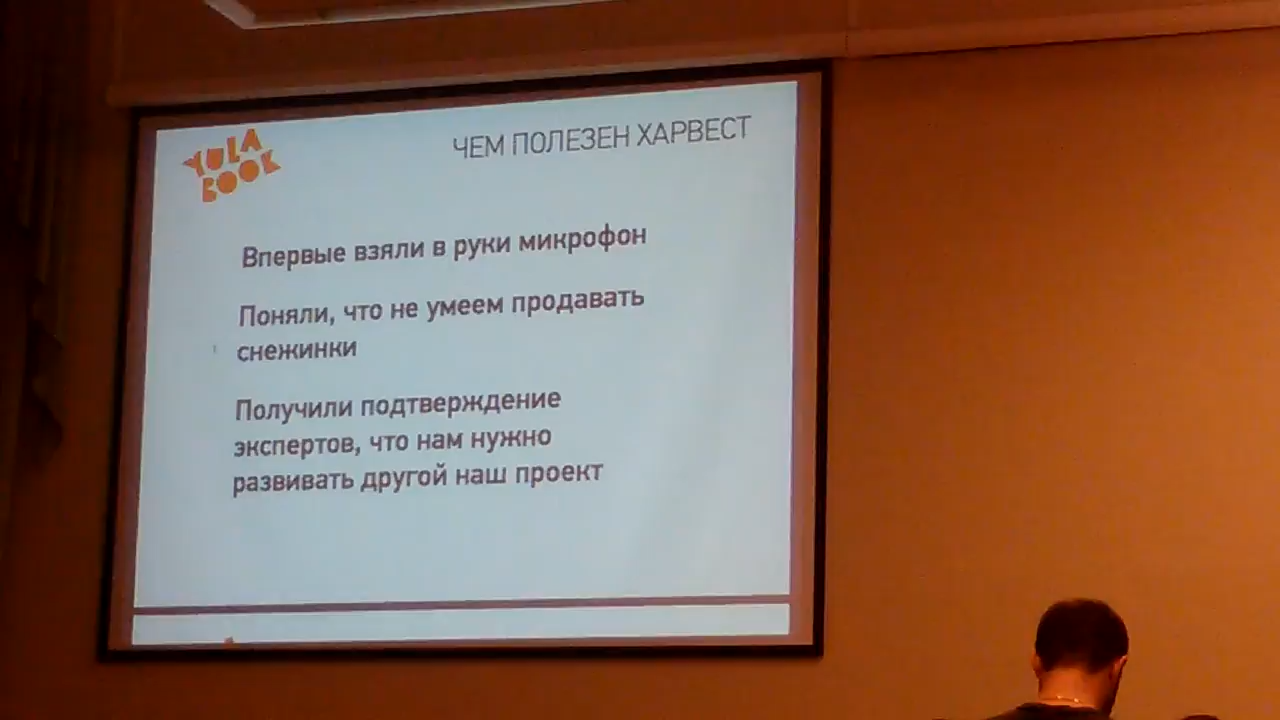 YULA
BOOK
ЧЕМ ПОЛЕЗЕН ХАРВЕСТ
Впервые взяли в руки микрофон
Поняли, что не умеем продавать
снежинки
Получили подтверждение
экспертов, что нам нужно
развивать другой наш проект